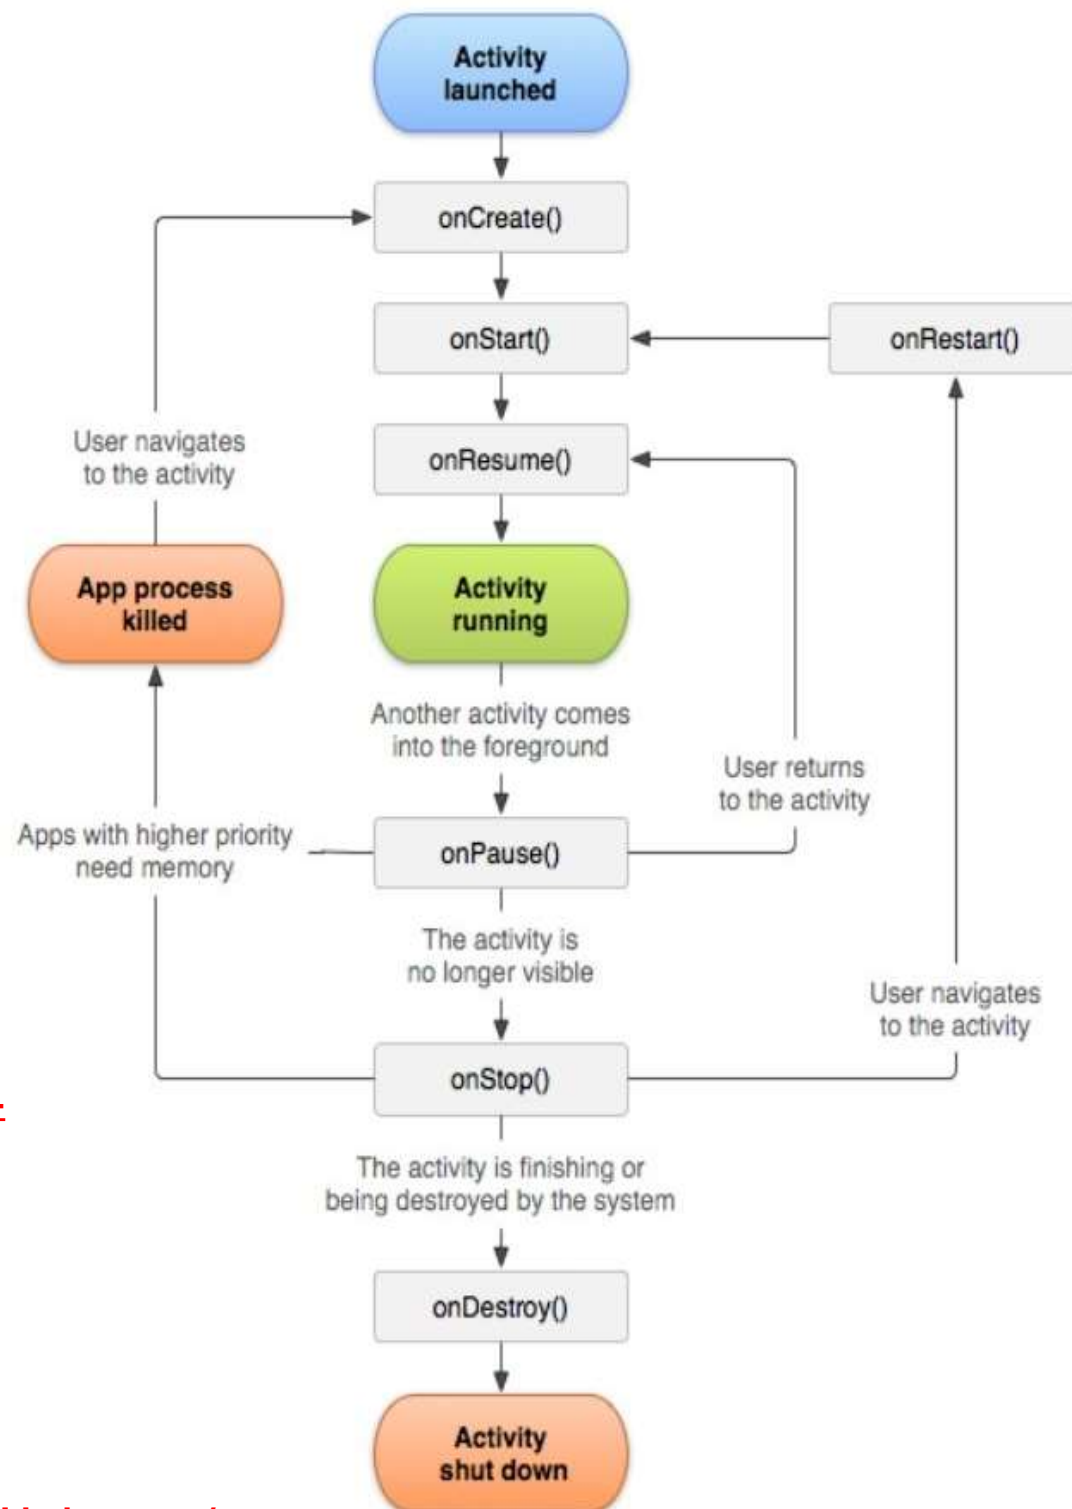 Activity
launched
onCreate()
onStart()
onRestart()
User navigates
to the activity
onResume()
App process
killed
Activity
running
Another activity comes
into the foreground
User returns
to the activity
Apps with higher priority
need memory
onPause()
The activity is
no longer visible
User navigates
to the activity
onStop()
The activity is finishing or
being destroyed by the system
onDestroy()
Activity
shut down